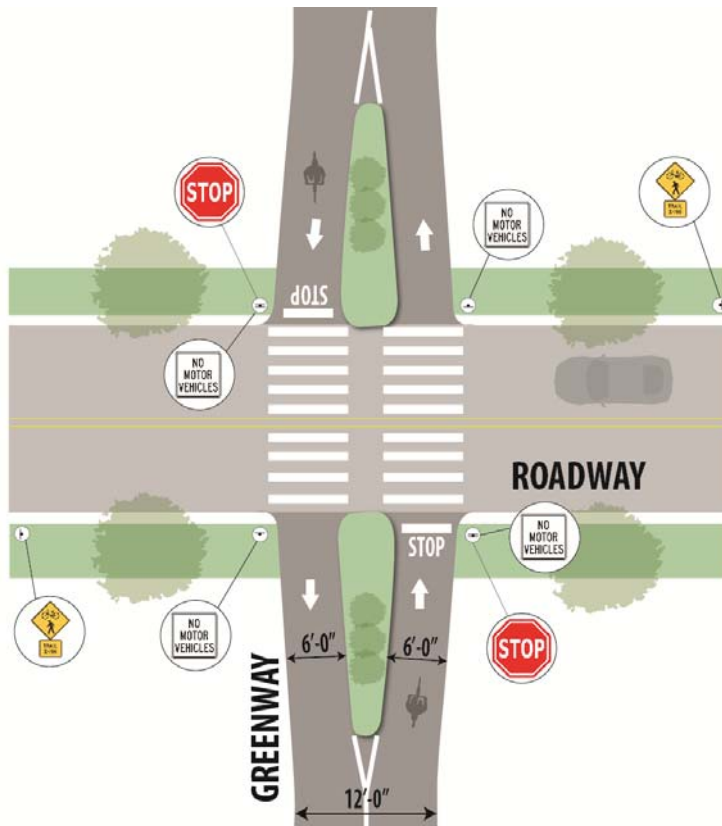 STOP
NO
MOTOR
VEHICLES
STOP
NO
MOTOR
VEHICLES
ROADWAY
NO
MOTOR
VEHICLES
STOP
NO
MOTOR
VEHICLES
6'-0"
6'-0"
STOP
GREENWAY
12'-0"